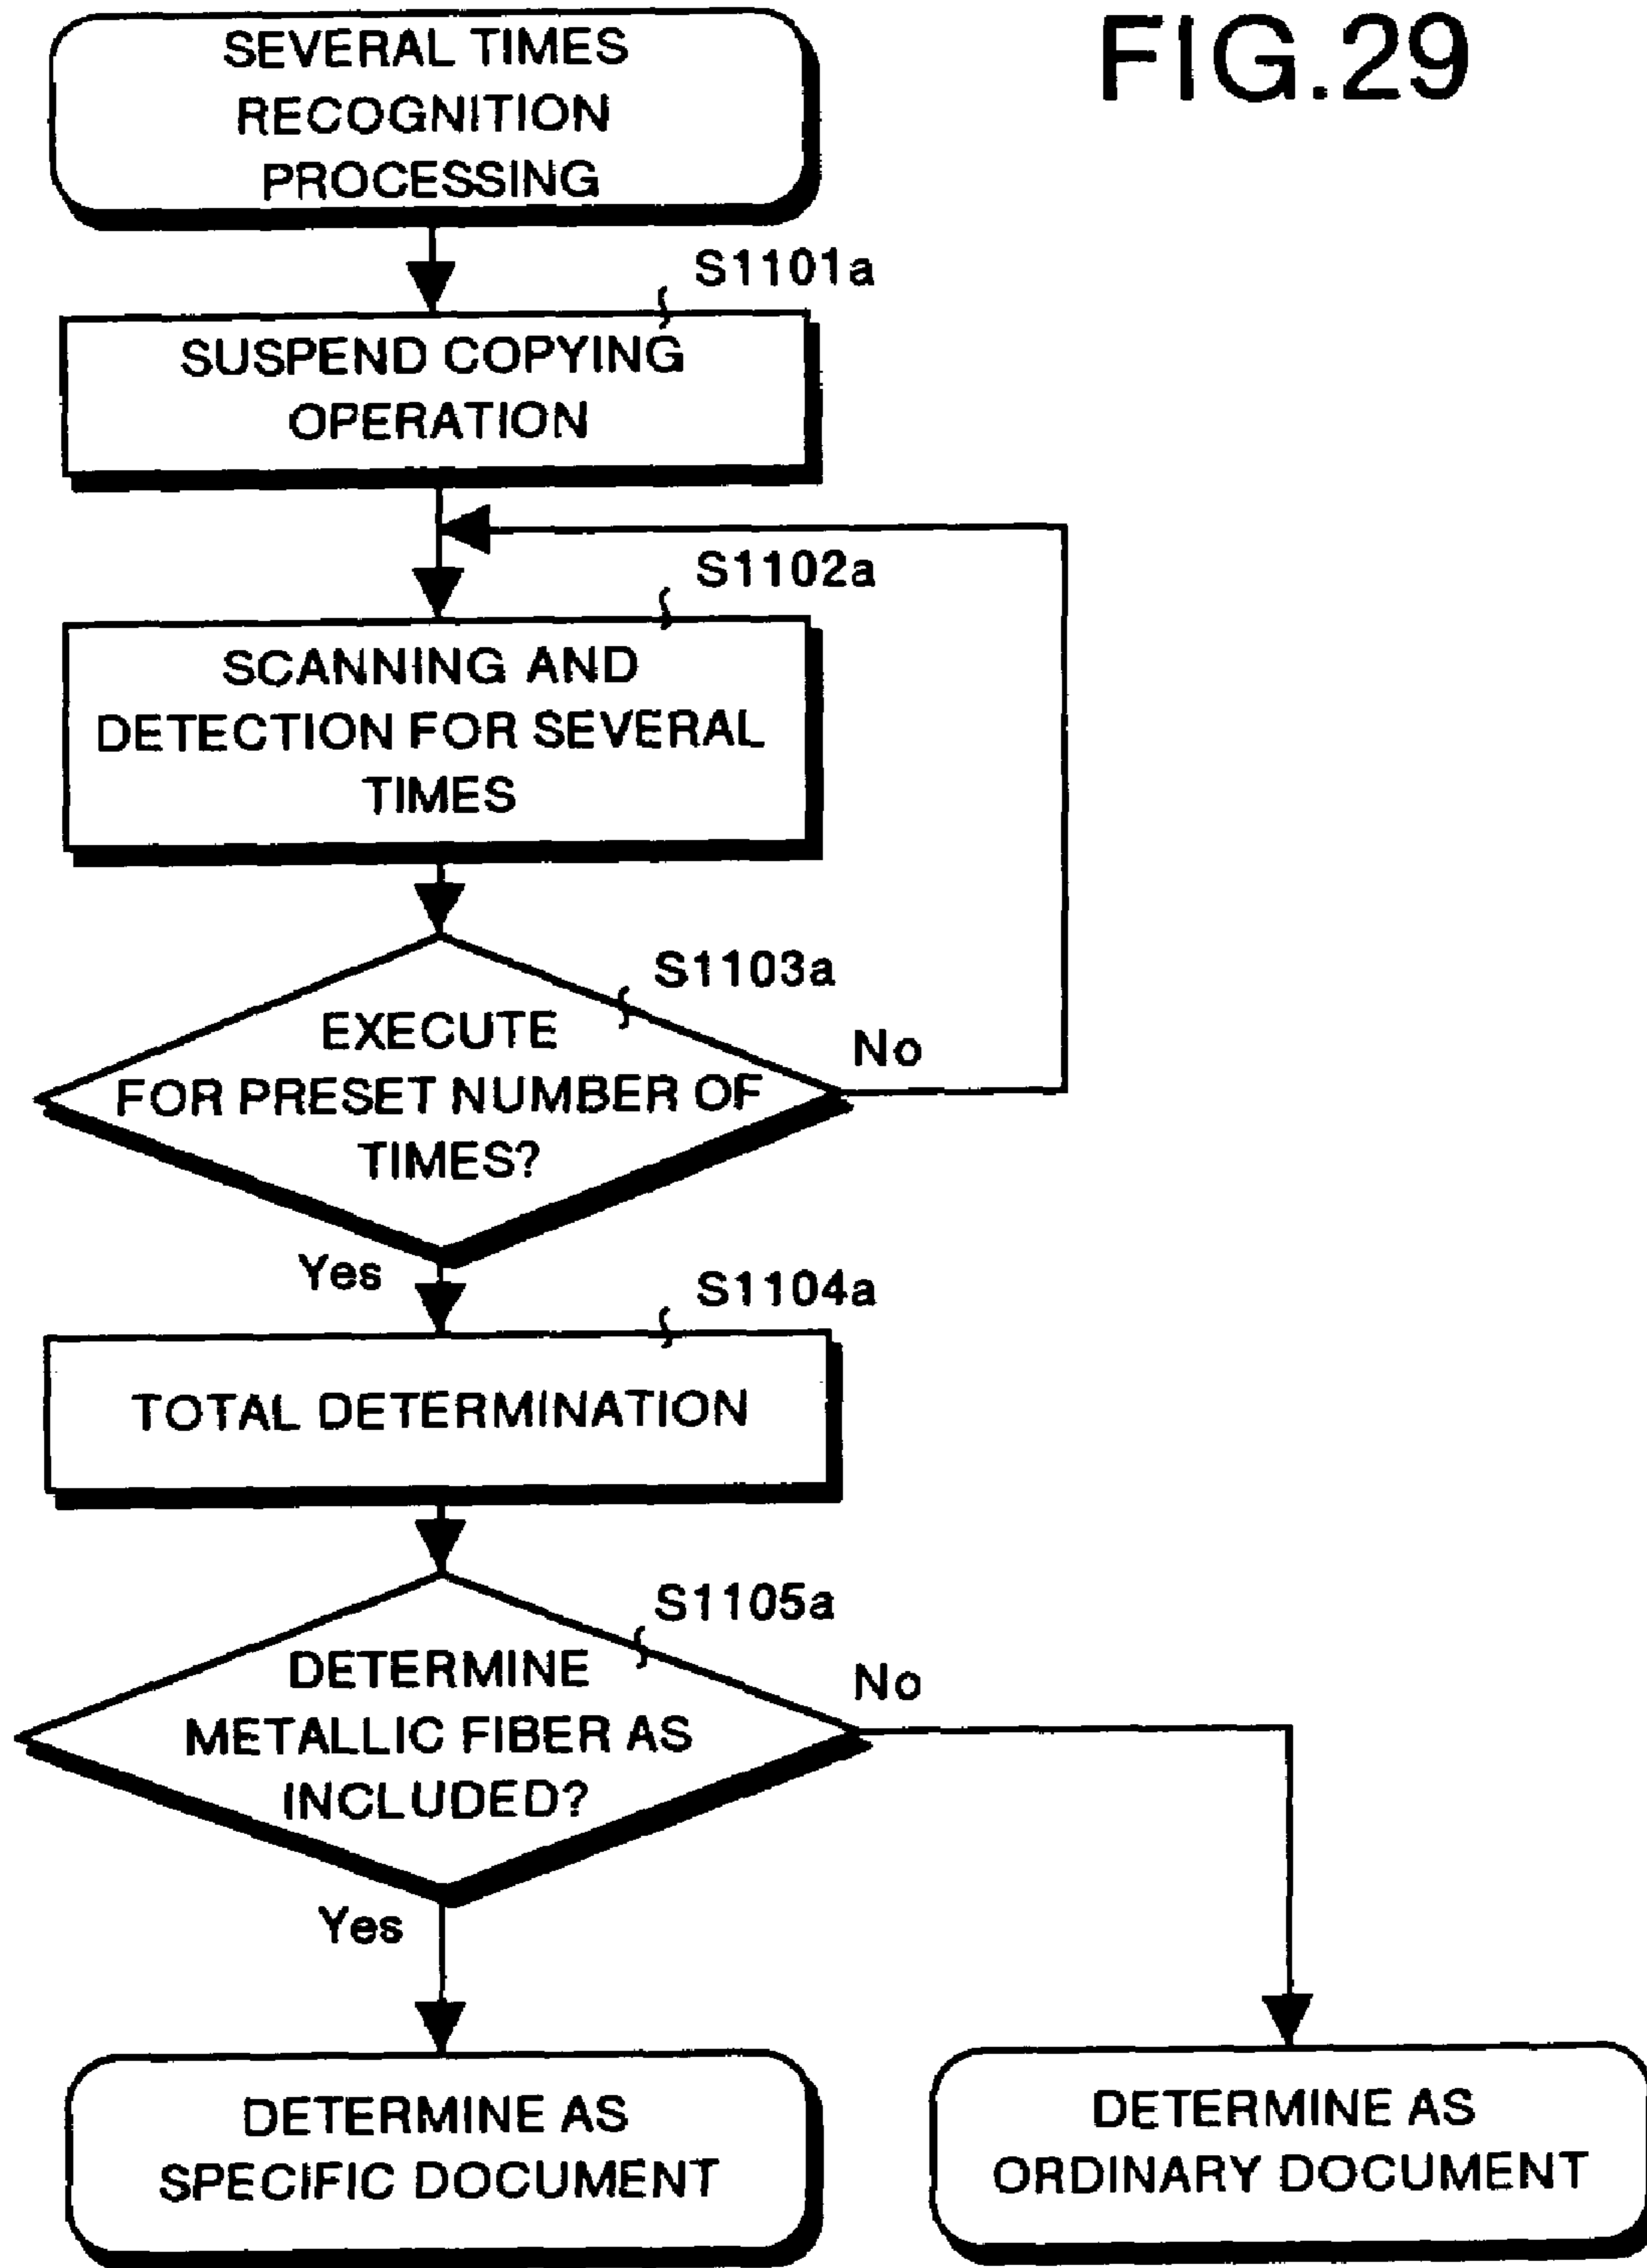 FIG.29
SEVERAL TIMES
RECOGNITION
PROCESSING
S1101a
SUSPEND COPYING
OPERATION
S1102a
SCANNING AND
DETECTION FOR SEVERAL
TIMES
S1103a
EXECUTE
FOR PRESET NUMBER OF
TIMES?
No
Yes
S1104a
TOTAL DETERMINATION
S1105a
DETERMINE
METALLIC FIBER AS
INCLUDED?
No
Yes
DETERMINE AS
SPECIFIC DOCUMENT
DETERMINE AS
ORDINARY DOCUMENT